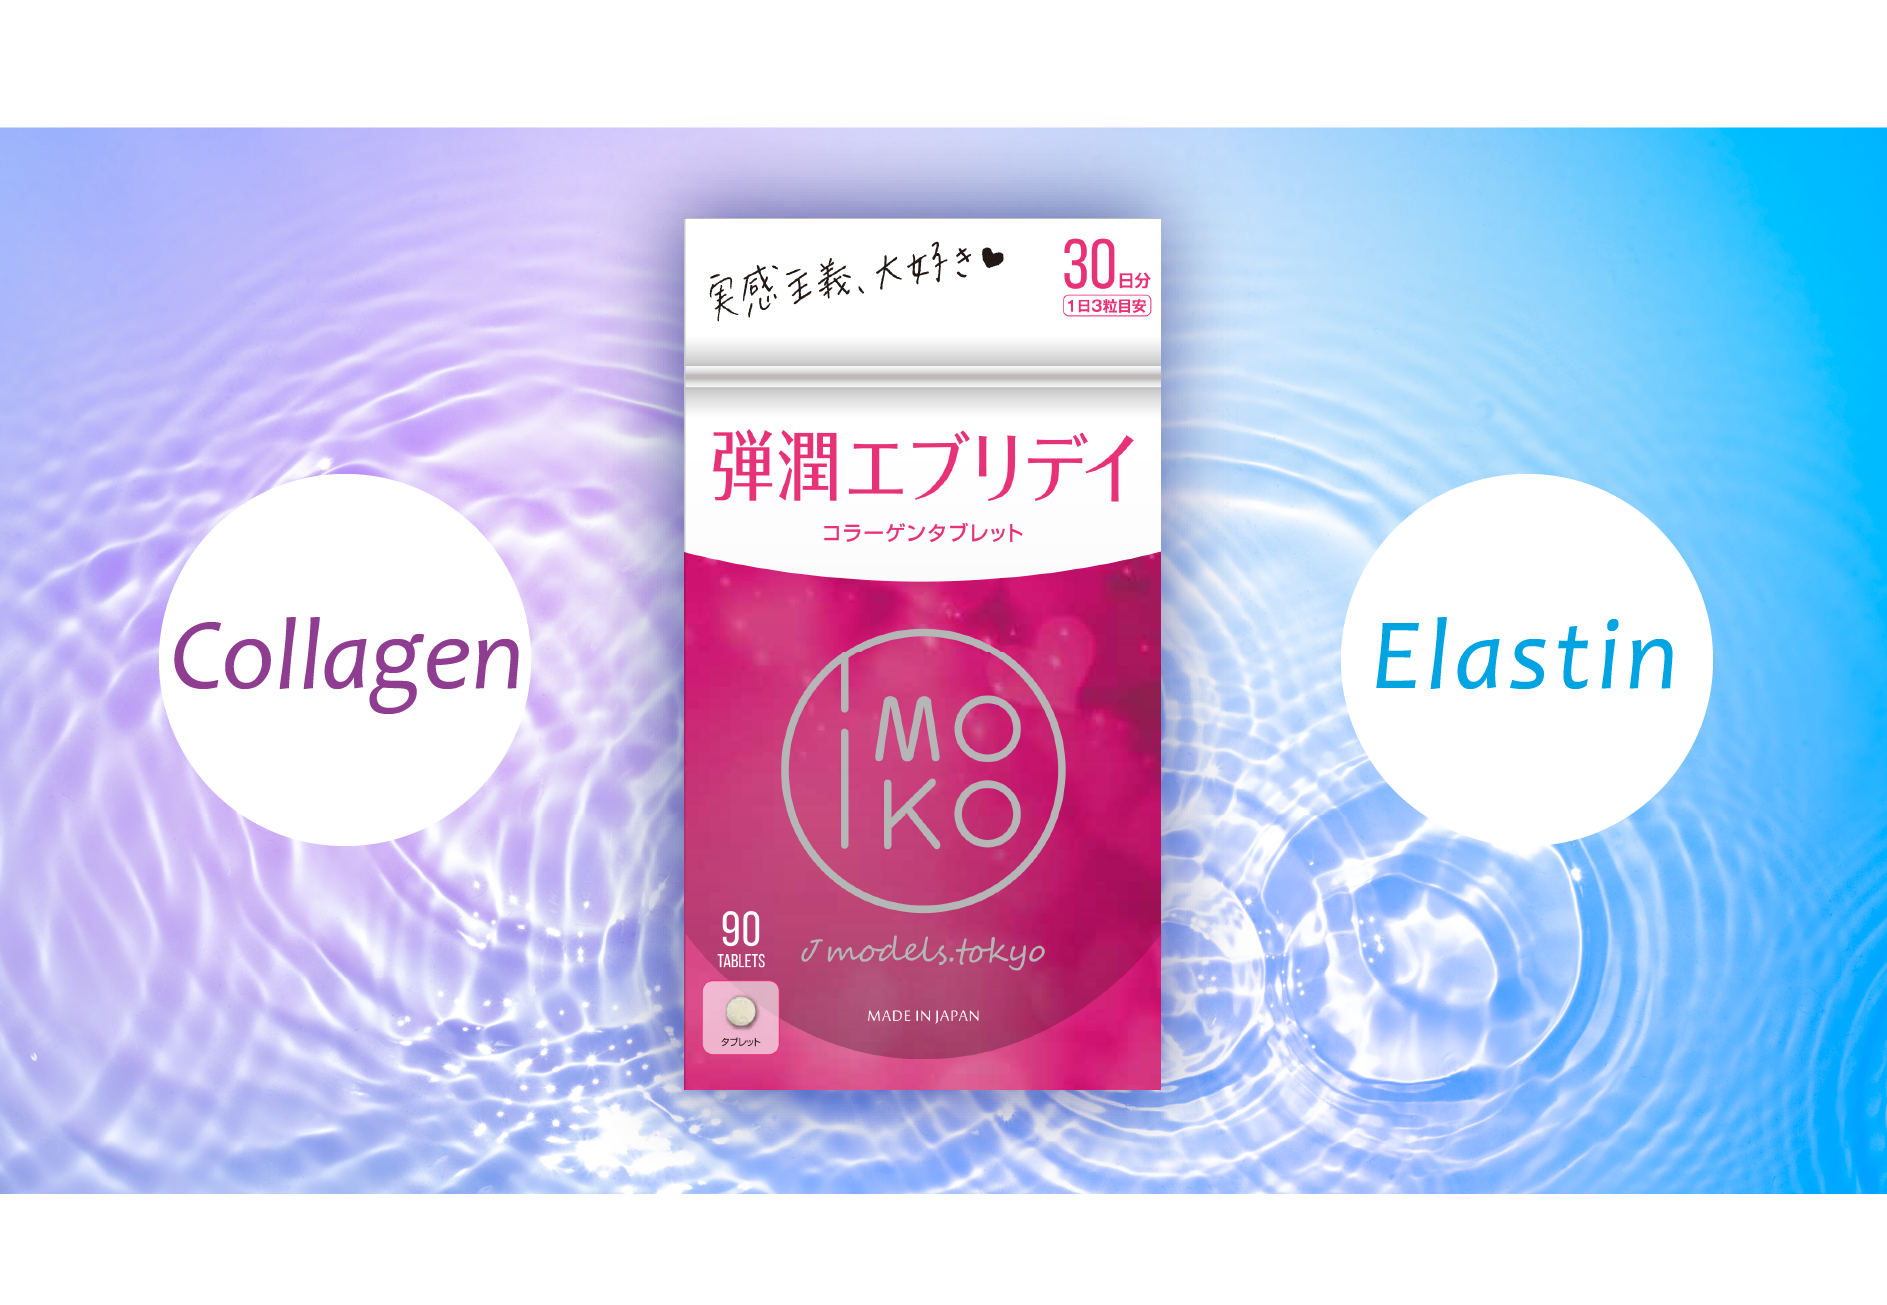 実感主義、大好き♥
30日分
1日3粒目安
弾潤エブリデイ
コラーゲンタブレット
Collagen
Elastin
MO
KO
90
TABLETS
J models.tokyo
MADE IN JAPAN
タブレット